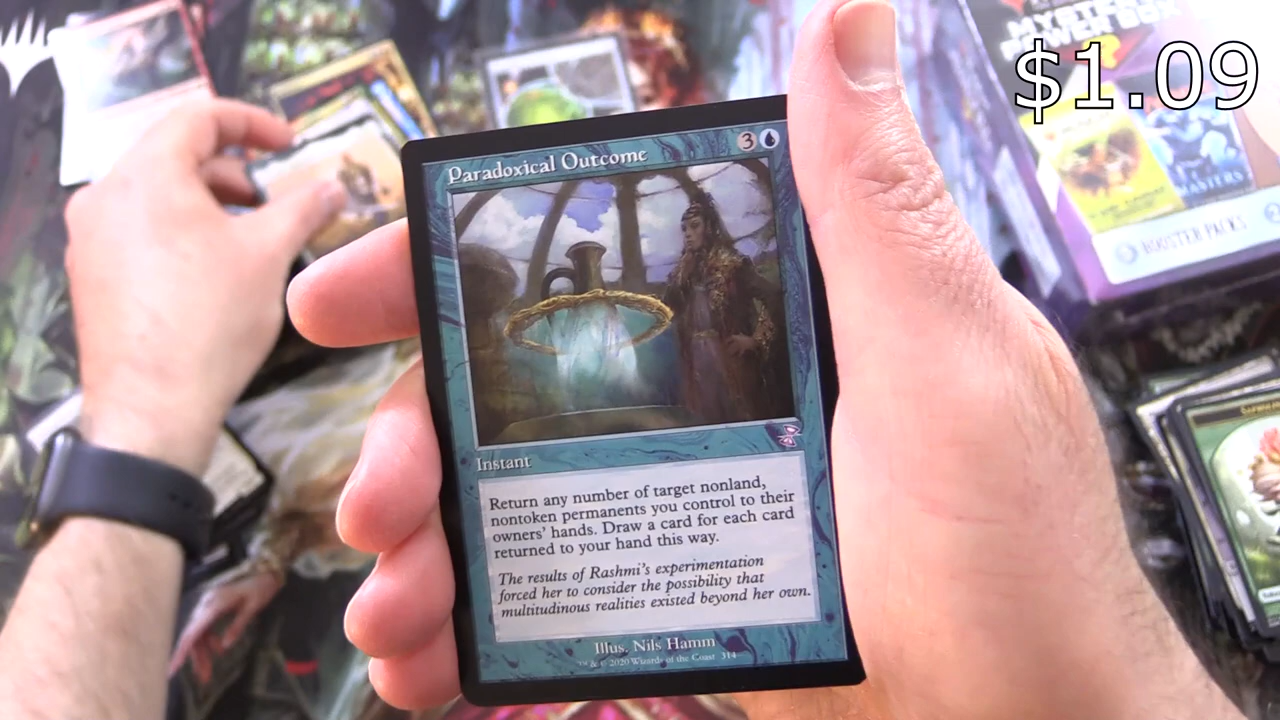 $1.09
MYSTERY
POWER BOX
MASTERS
BOOSTER PACKS
Paradoxical Outcome 3
Instant
Return any number of target nonland,
nontoken permanents you control to their
owners' hands. Draw a card for each card
returned to your hand this way.
The results of Rashmi's experimentation
forced her to consider the possibility that
multitudinous realities existed beyond her own.
Illus. Nils Hamm
™ & © 2020 Wizards of the Coast 314